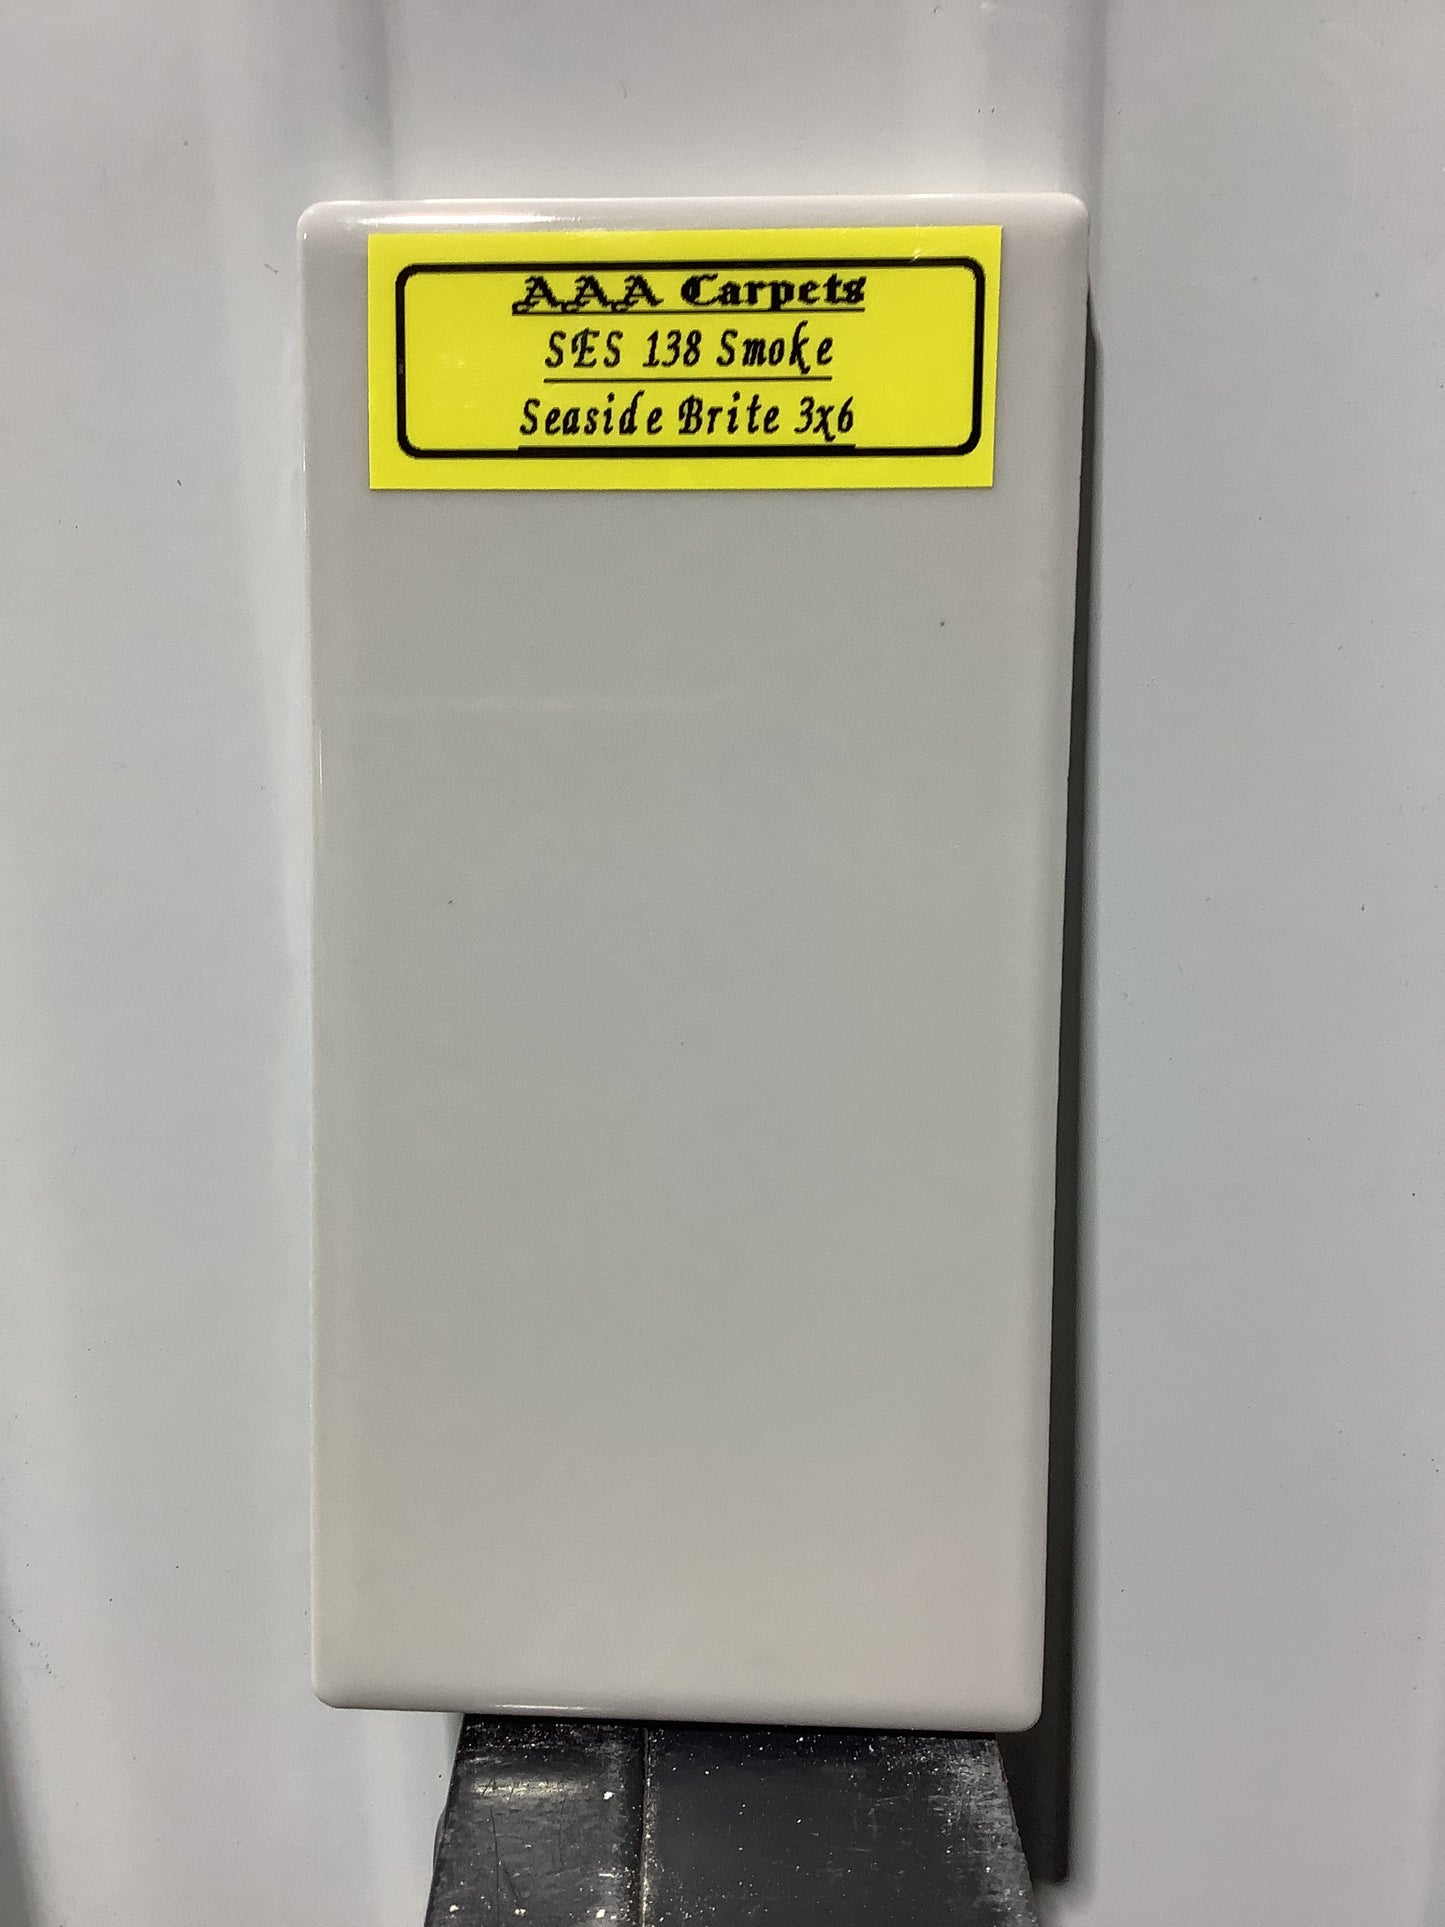 AAA Carpets
SES 138 Smoke
Seaside Brite 3x6